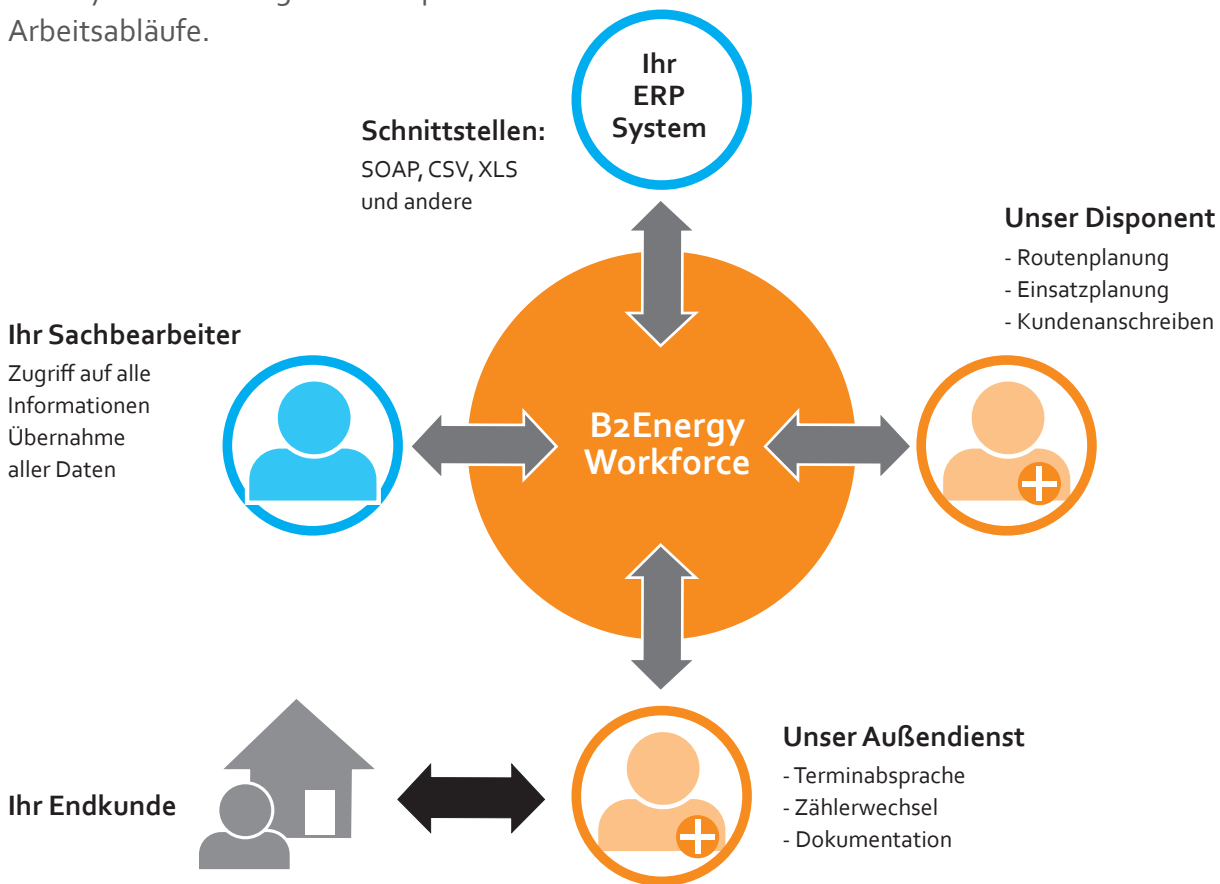 Arbeitsabläufe.
Ihr
ERP
System
Schnittstellen:
SOAP, CSV, XLS
und andere
Unser Disponent
- Routenplanung
- Einsatzplanung
- Kundenanschreiben
Ihr Sachbearbeiter
Zugriff auf alle
Informationen
Übernahme
aller Daten
B2Energy
Workforce
Unser Außendienst
- Terminabsprache
- Zählerwechsel
- Dokumentation
Ihr Endkunde